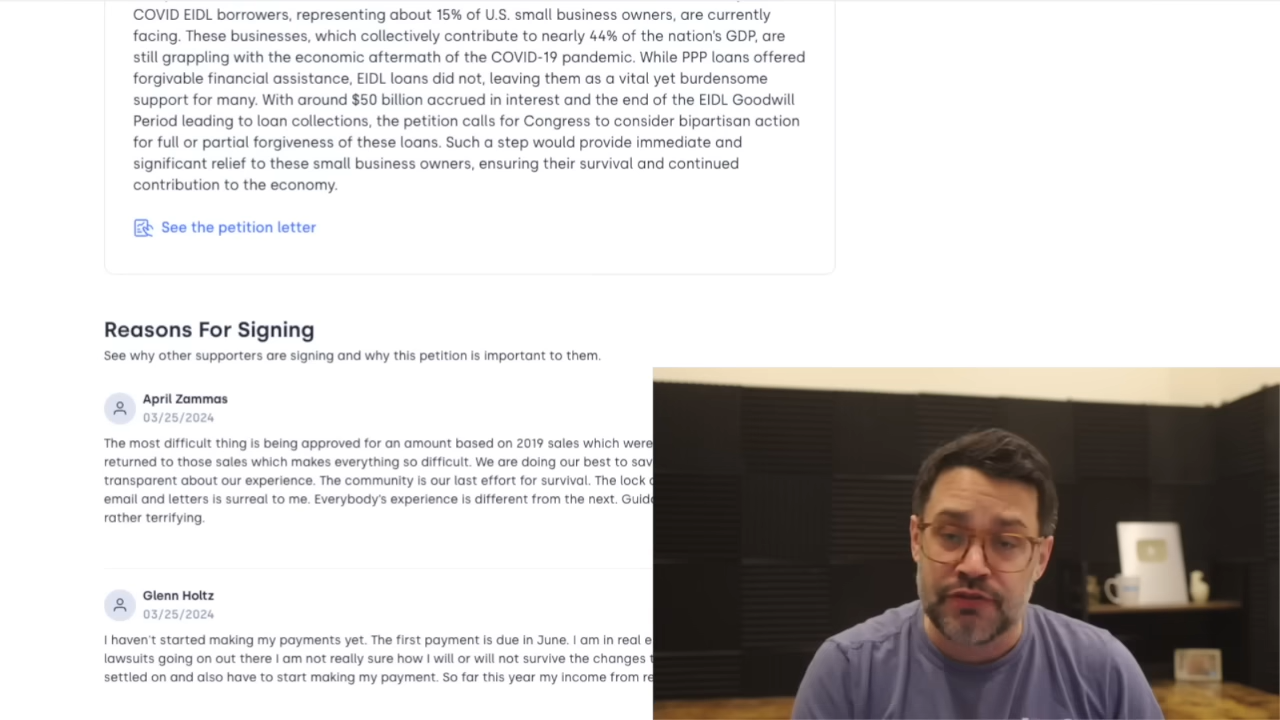 COVID EIDL borrowers, representing about 15% of U.S. small business owners, are currently
facing. These businesses, which collectively contribute to nearly 44% of the nation's GDP, are
still grappling with the economic aftermath of the COVID-19 pandemic. While PPP loans offered
forgivable financial assistance, EIDL loans did not, leaving them as a vital yet burdensome
support for many. With around $50 billion accrued in interest and the end of the EIDL Goodwill
Period leading to loan collections, the petition calls for Congress to consider bipartisan action
for full or partial forgiveness of these loans. Such a step would provide immediate and
significant relief to these small business owners, ensuring their survival and continued
contribution to the economy.
See the petition letter
Reasons For Signing
See why other supporters are signing and why this petition is important to them.
April Zammas
03/25/2024
The most difficult thing is being approved for an amount based on 2019 sales which were
returned to those sales which makes everything so difficult. We are doing our best to sav
transparent about our experience. The community is our last effort for survival. The lock
email and letters is surreal to me. Everybody's experience is different from the next.
rather terrifying.
Glenn Holtz
03/25/2024
I haven't started making my payments yet. The first payment is due in June. I am in real e
lawsuits going on out there I am not really sure how I will or will not survive the changes
settled on and also have to start making my payment. So far this year my income from re